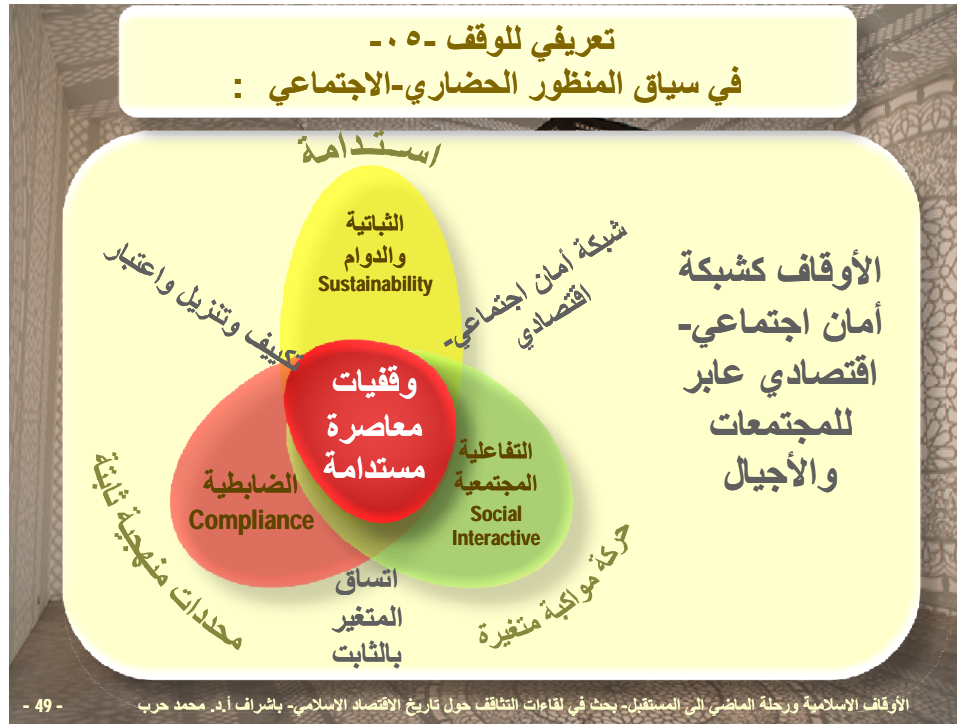 تعريفي للوقف -٠٥-
في سياق المنظور الحضاري-الاجتماعي :
اســتــدامة
الثباتية
والدوام
Sustainability
شبكة أمان اجتماعي-
اقتصادي
تكييف وتنزيل واعتبار
وقفيات
معاصرة
مستدامة
الضابطية
Compliance
التفاعلية
المجتمعية
Social
Interactive
محددات منهجية ثابتة
حركة مواكبة متغيرة
اتساق
المتغير
بالثابت
الأوقاف كشبكة
أمان اجتماعي-
اقتصادي عابر
للمجتمعات
والأجيال
الأوقاف الاسلامية ورحلة الماضي الى المستقبل- بحث في لقاءات التثاقف حول تاريخ الاقتصاد الاسلامي- باشراف أ.د. محمد حرب
- 49 -